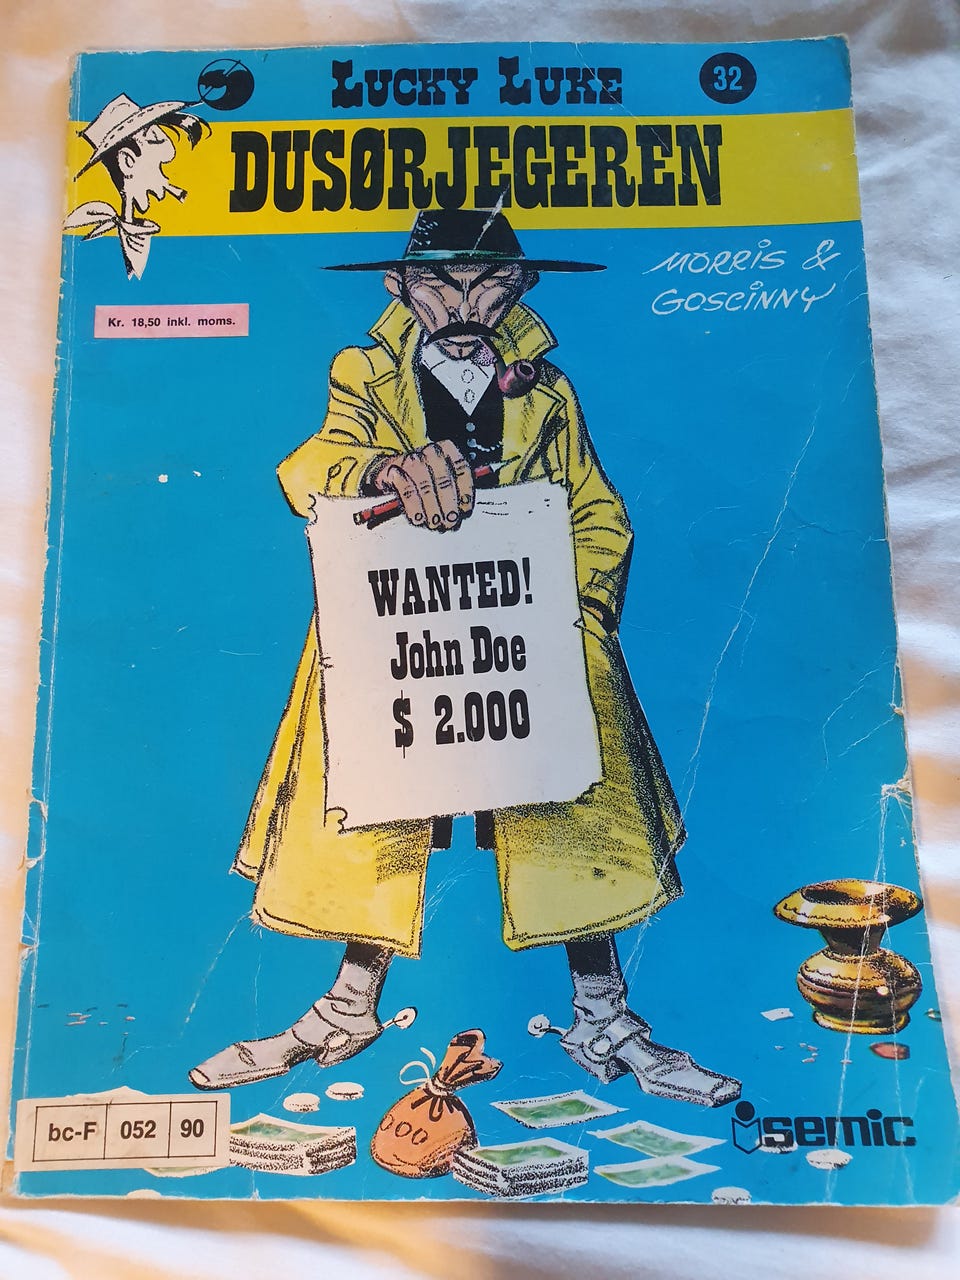 LUCKY LUKE
32
DUSØRJEGEREN
MORRIS &
GOSCINNY
Kr. 18,50 inkl. moms.
WANTED!
John Doe
$ 2.000
semic
bc-F 052 90